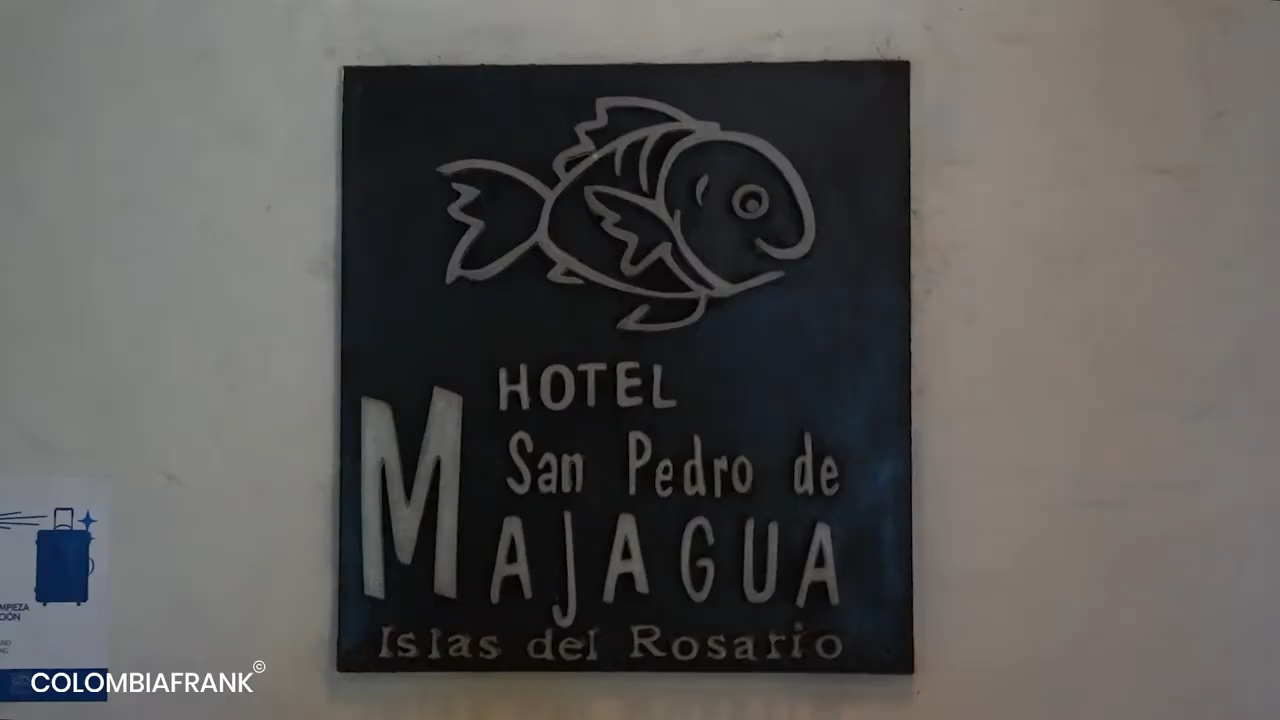 HOTEL
San Pedro de
MAJAGUA
Islas del Rosario
COLOMBIAFRANK©